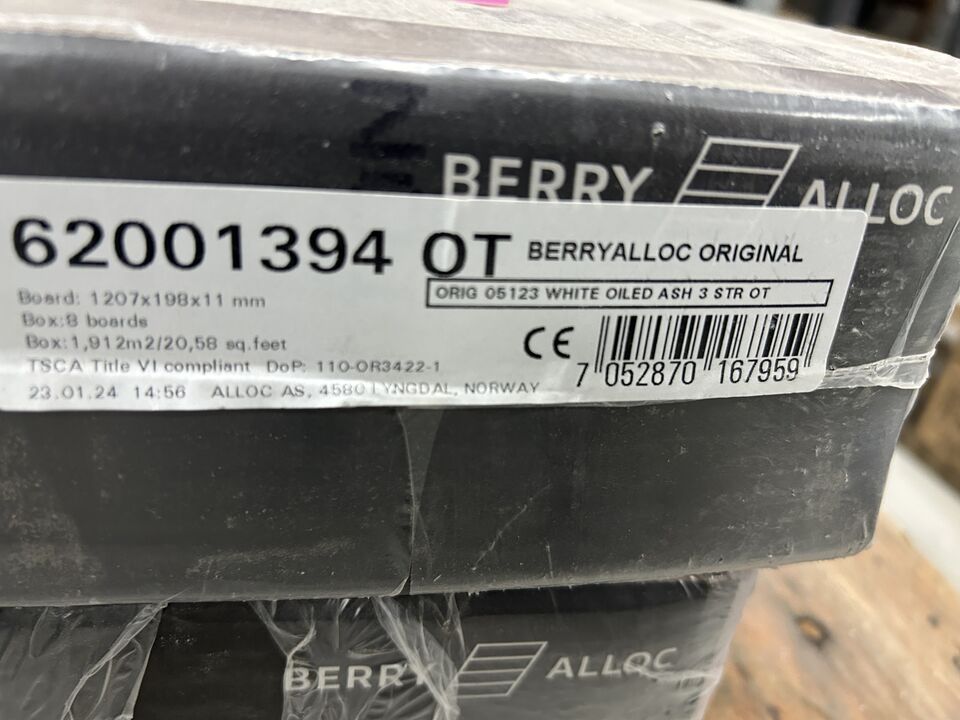 BERRY ALLOC
62001394 OT BERRYALLOC ORIGINAL
ORIG 05123 WHITE OILED ASH 3 STR OT
Board: 1207x198x11 mm
Box:8 boards
Box:1,912m2/20,58 sq.feet
TSCA Title VI compliant DoP: 110-OR3422-1
CE
7 052870 167959
23.01.24 14:56 ALLOC AS, 4580 LYNGDAL, NORWAY
BERRY ALLOC